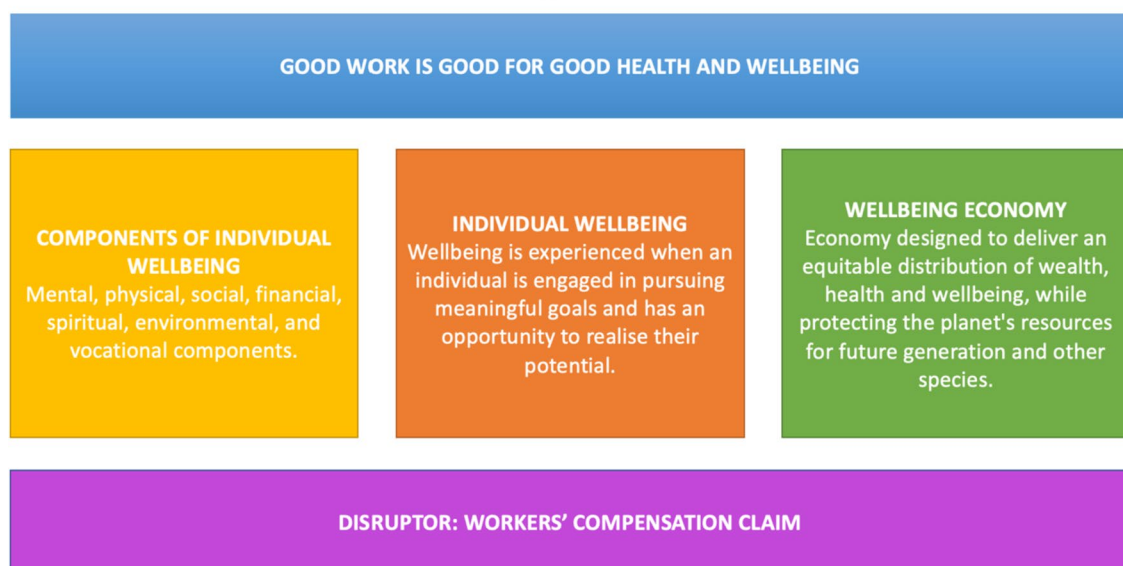 GOOD WORK IS GOOD FOR GOOD HEALTH AND WELLBEING
COMPONENTS OF INDIVIDUAL
WELLBEING
Mental, physical, social, financial,
spiritual, environmental, and
vocational components.
INDIVIDUAL WELLBEING
Wellbeing is experienced when an
individual is engaged in pursuing
meaningful goals and has an
opportunity to realise their
potential.
WELLBEING ECONOMY
Economy designed to deliver an
equitable distribution of wealth,
health and wellbeing, while
protecting the planet's resources
for future generation and other
species.
DISRUPTOR: WORKERS’ COMPENSATION CLAIM